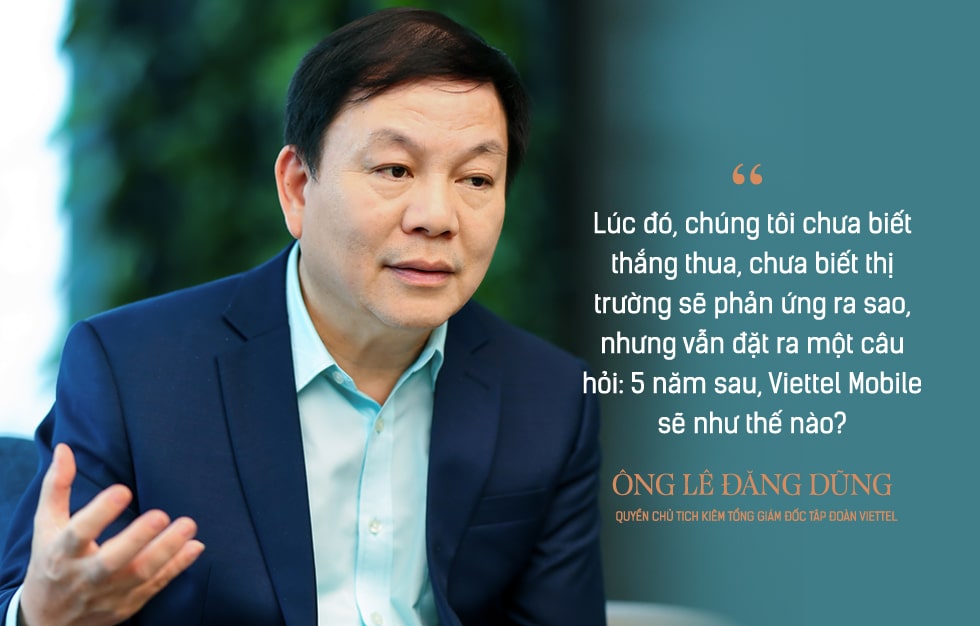 “
Lúc đó, chúng tôi chưa biết
thắng thua, chưa biết thị
trường sẽ phản ứng ra sao,
nhưng vẫn đặt ra một câu
hỏi: 5 năm sau, Viettel Mobile
sẽ như thế nào?
ÔNG LÊ ĐĂNG DŨNG
QUYỀN CHỦ TỊCH KIÊM TỔNG GIÁM ĐỐC TẬP ĐOÀN VIETTEL